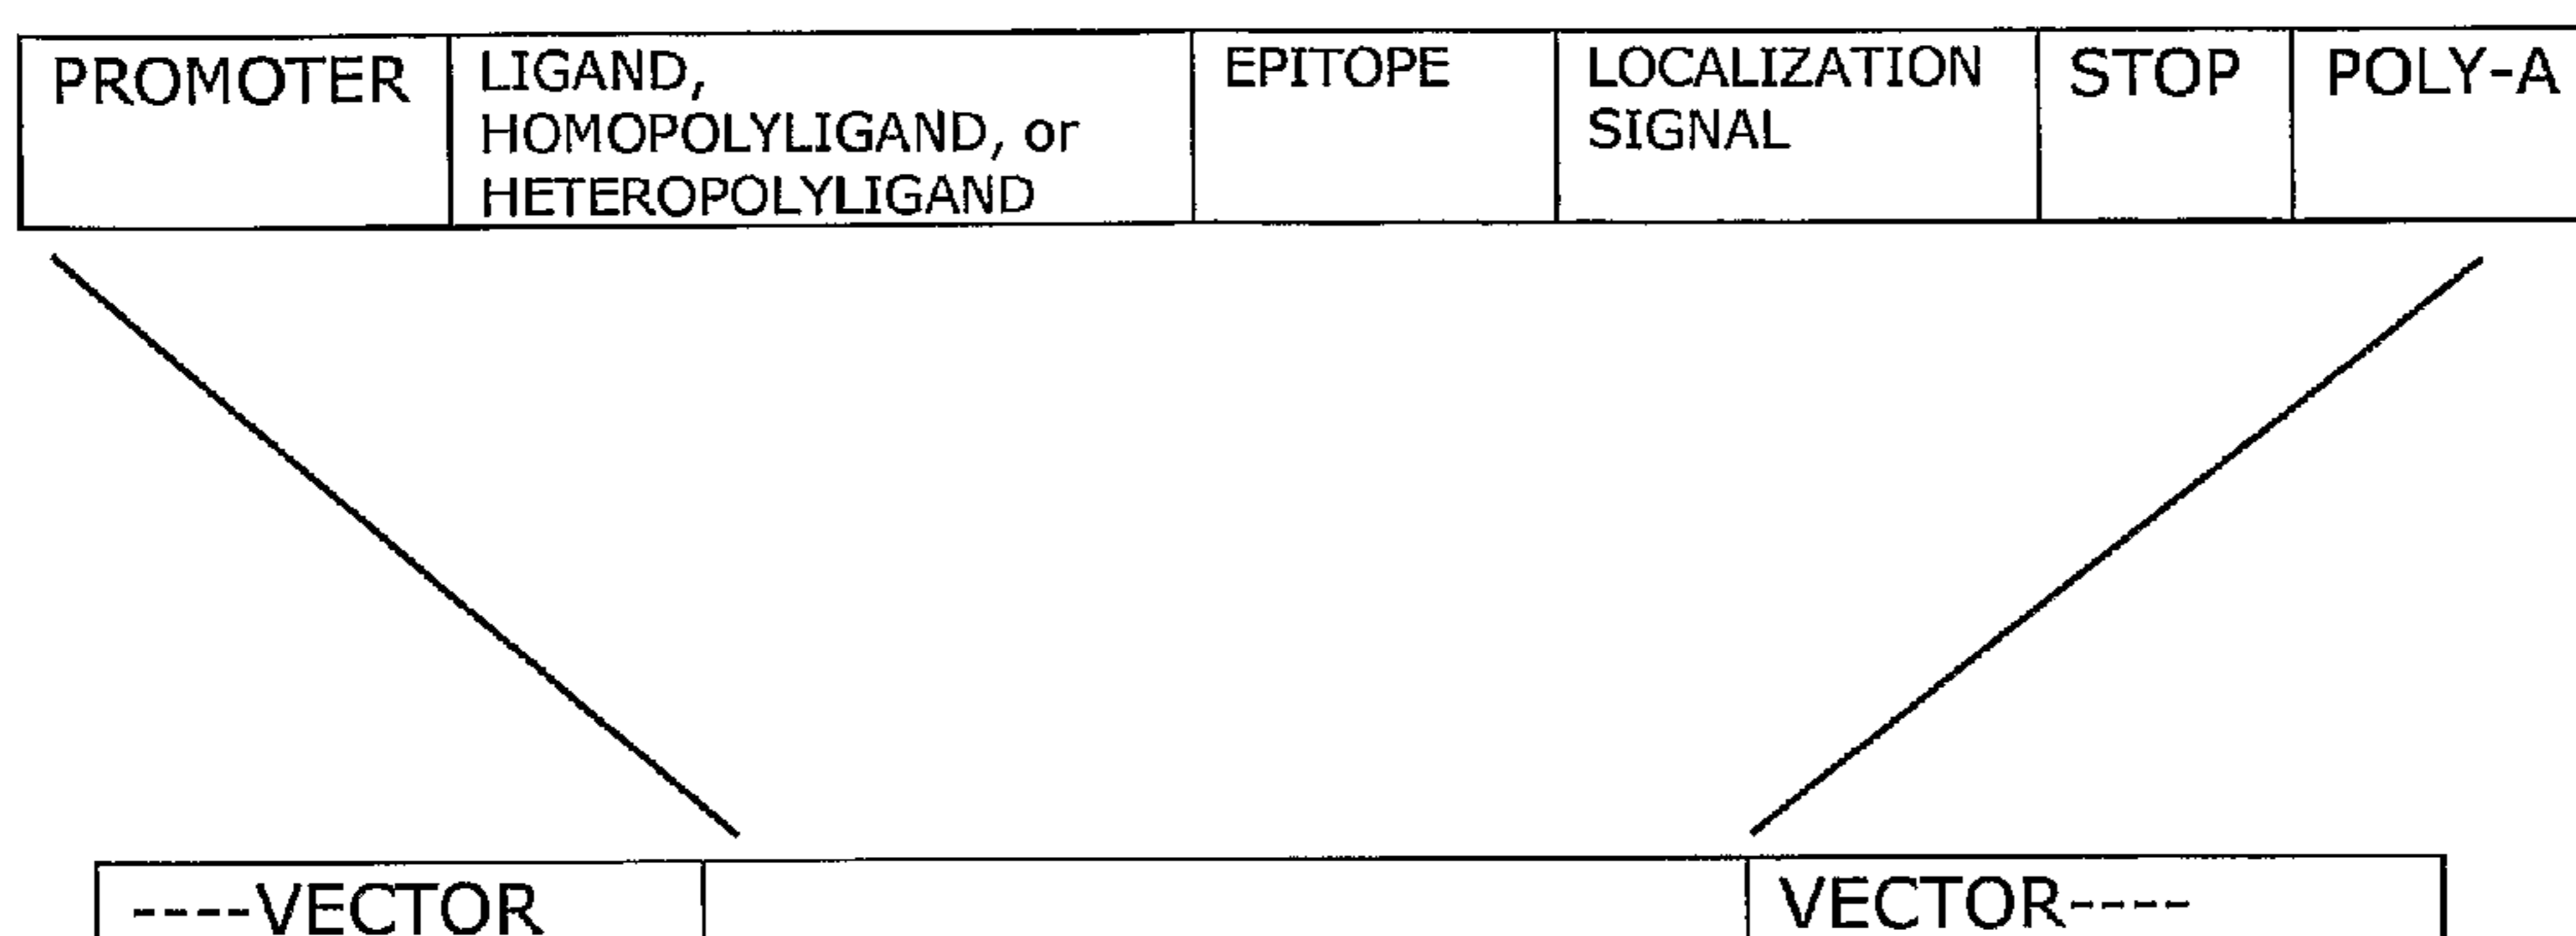 PROMOTER
LIGAND,
HOMOPOLYLIGAND, or
HETEROPOLYLIGAND
EPITOPE
LOCALIZATION
SIGNAL
STOP
POLY-A
----VECTOR
VECTOR----